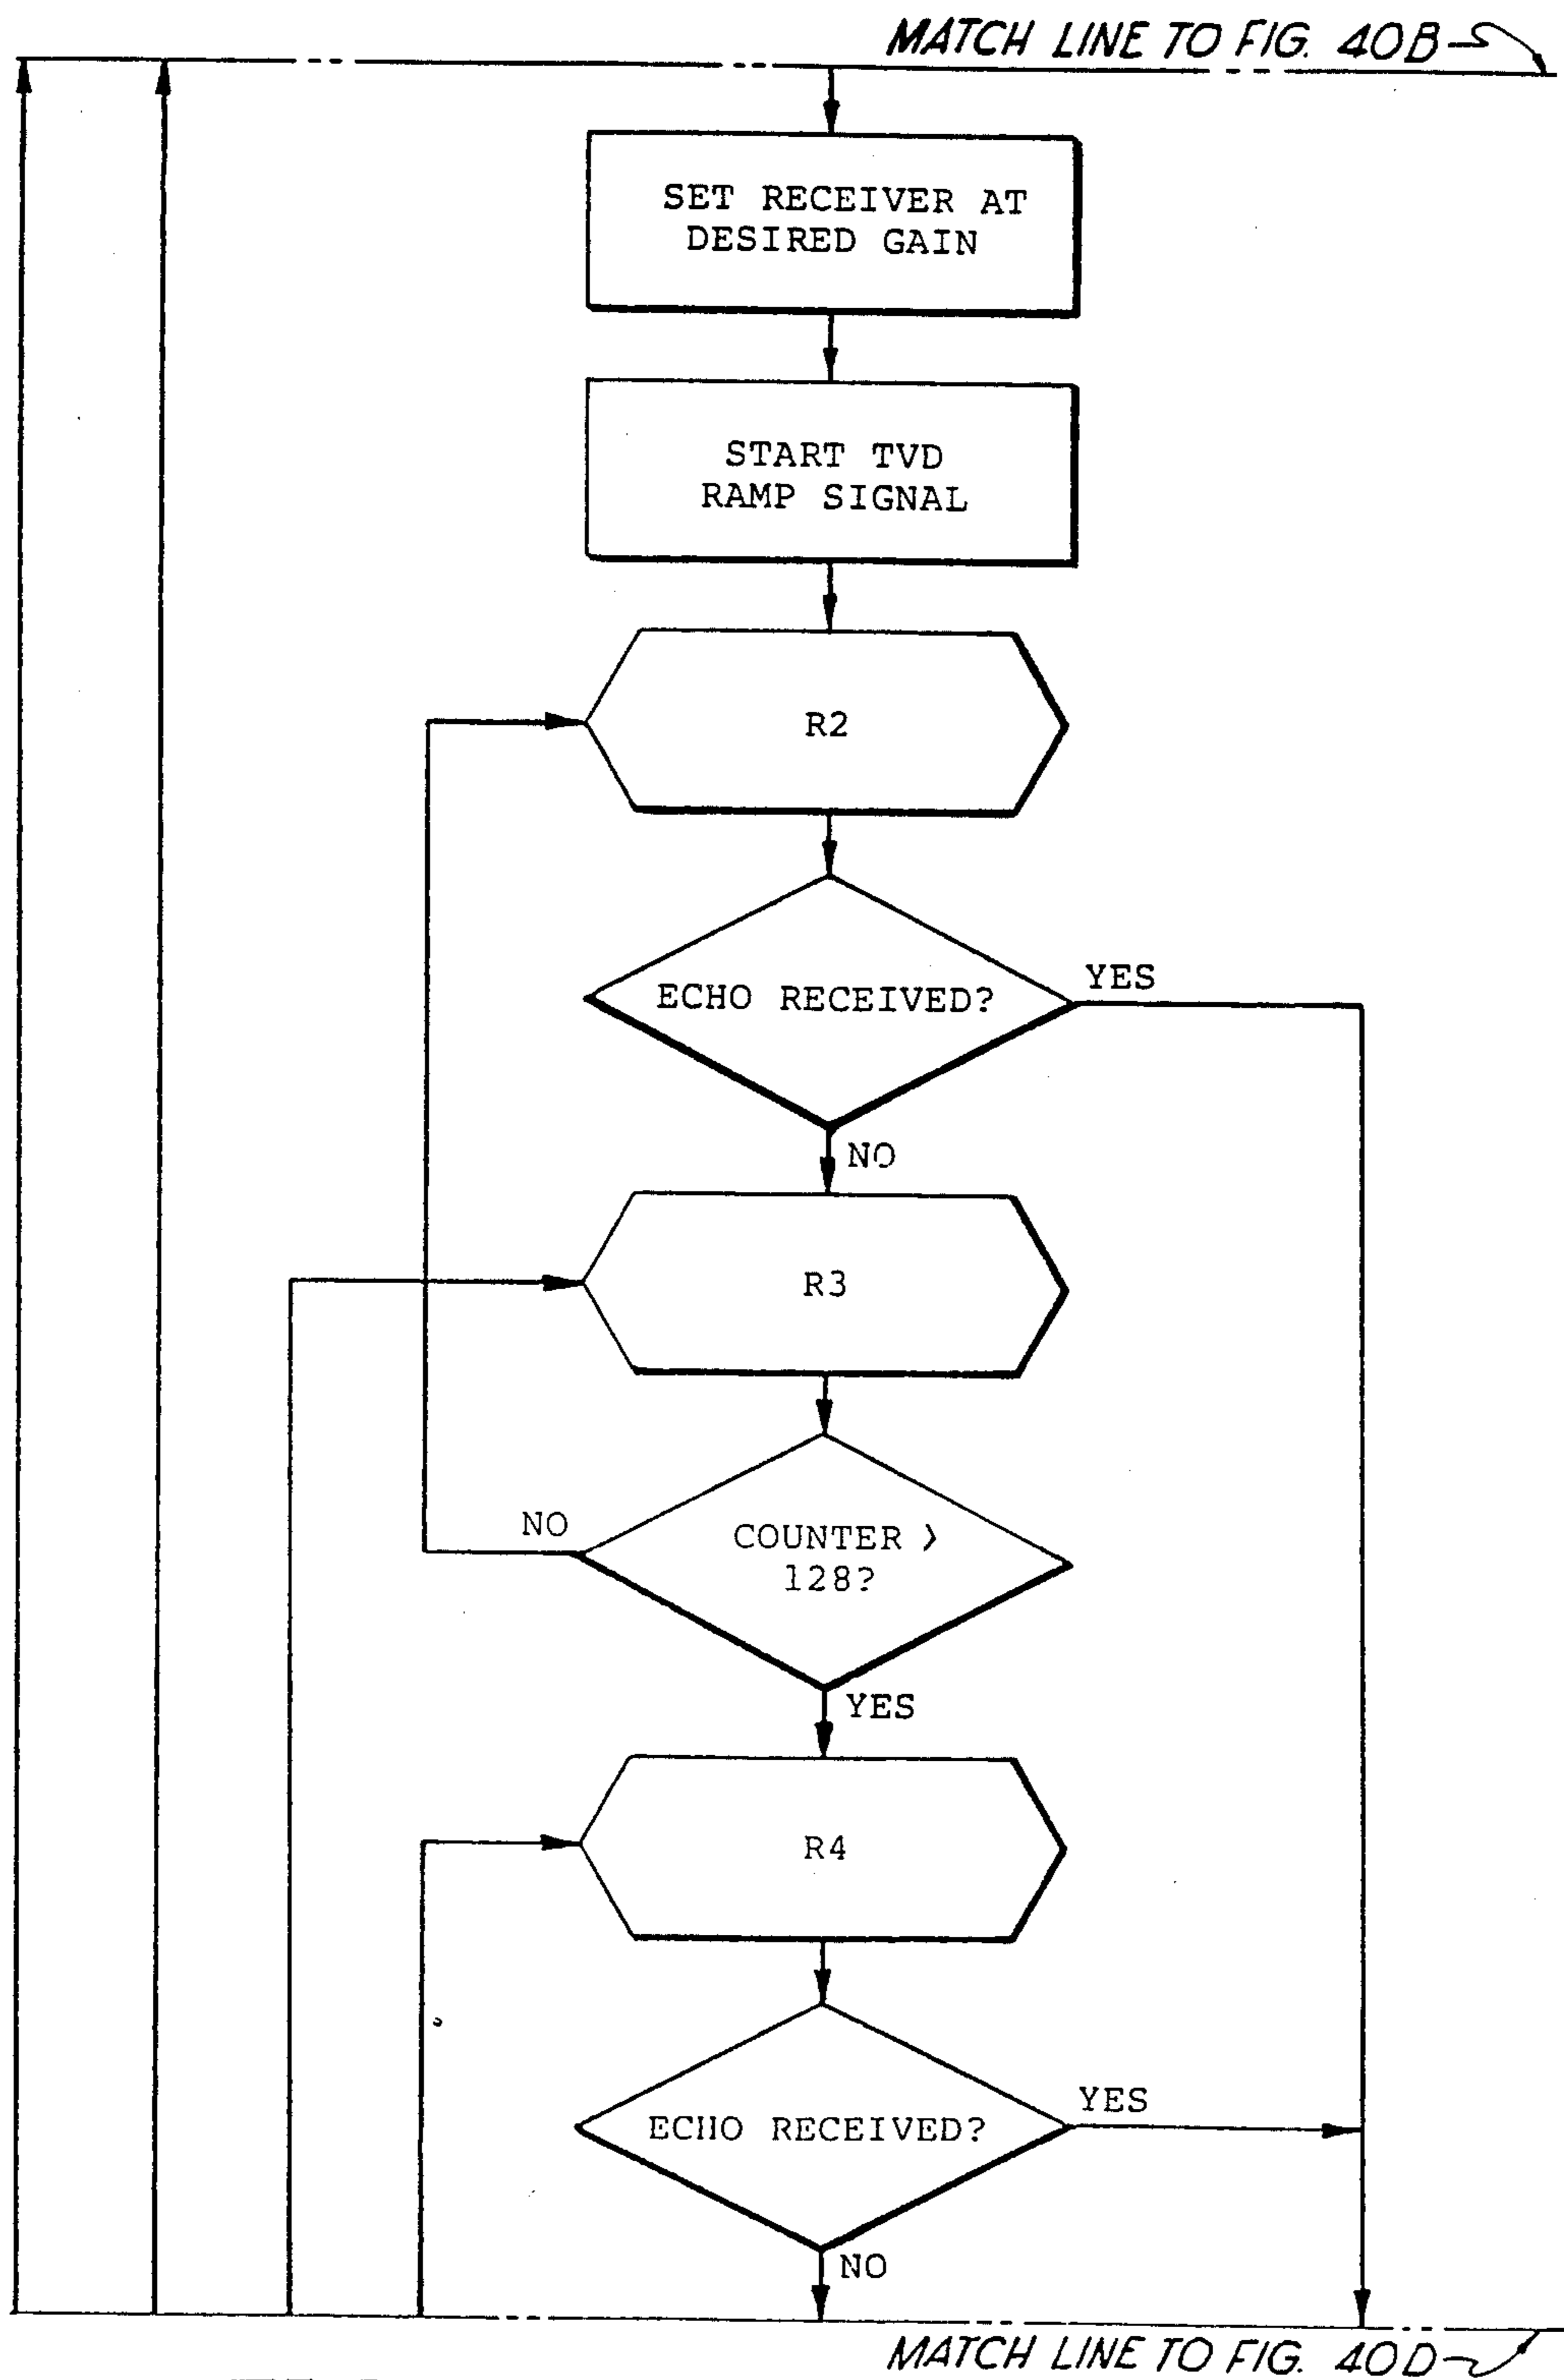 MATCH LINE TO FIG. 40B
SET RECEIVER AT
DESIRED GAIN
START TVD
RAMP SIGNAL
R2
ECHO RECEIVED?
YES
NO
R3
NO
COUNTER >
128?
YES
R4
ECHO RECEIVED?
YES
NO
MATCH LINE TO FIG. 40D